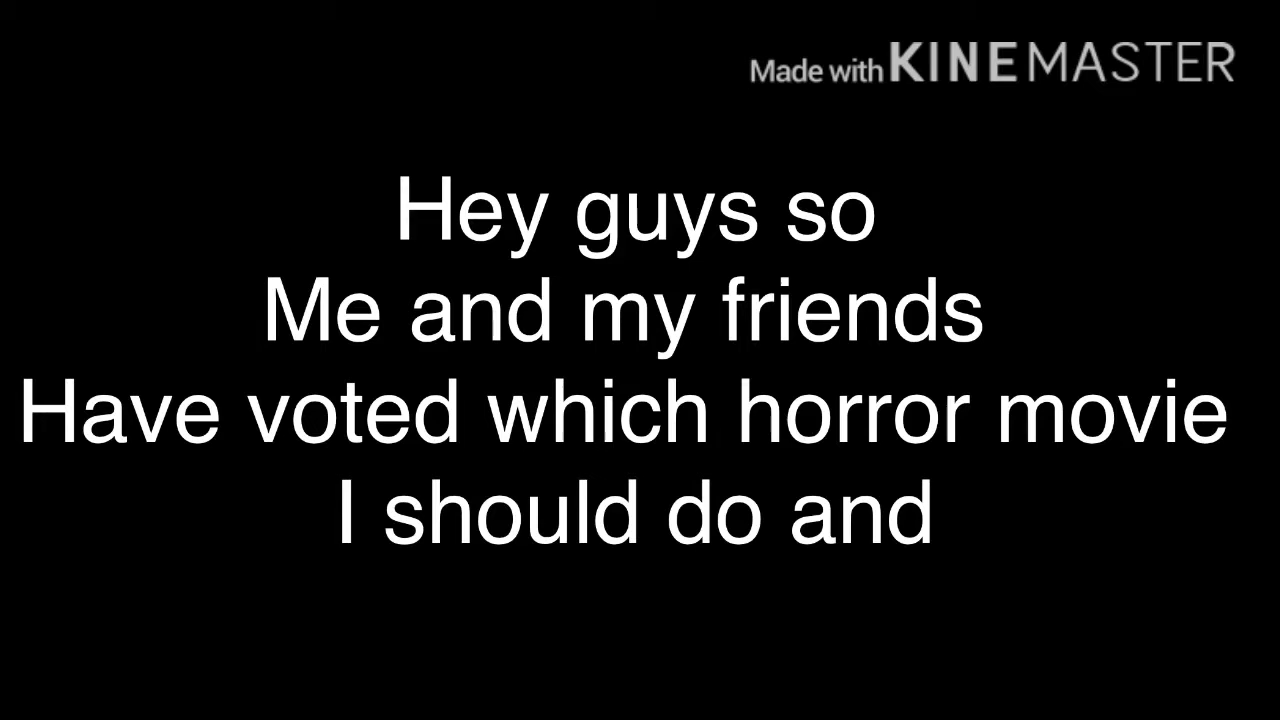 Made with KINEMASTER
Hey guys so
Me and my friends
Have voted which horror movie
I should do and